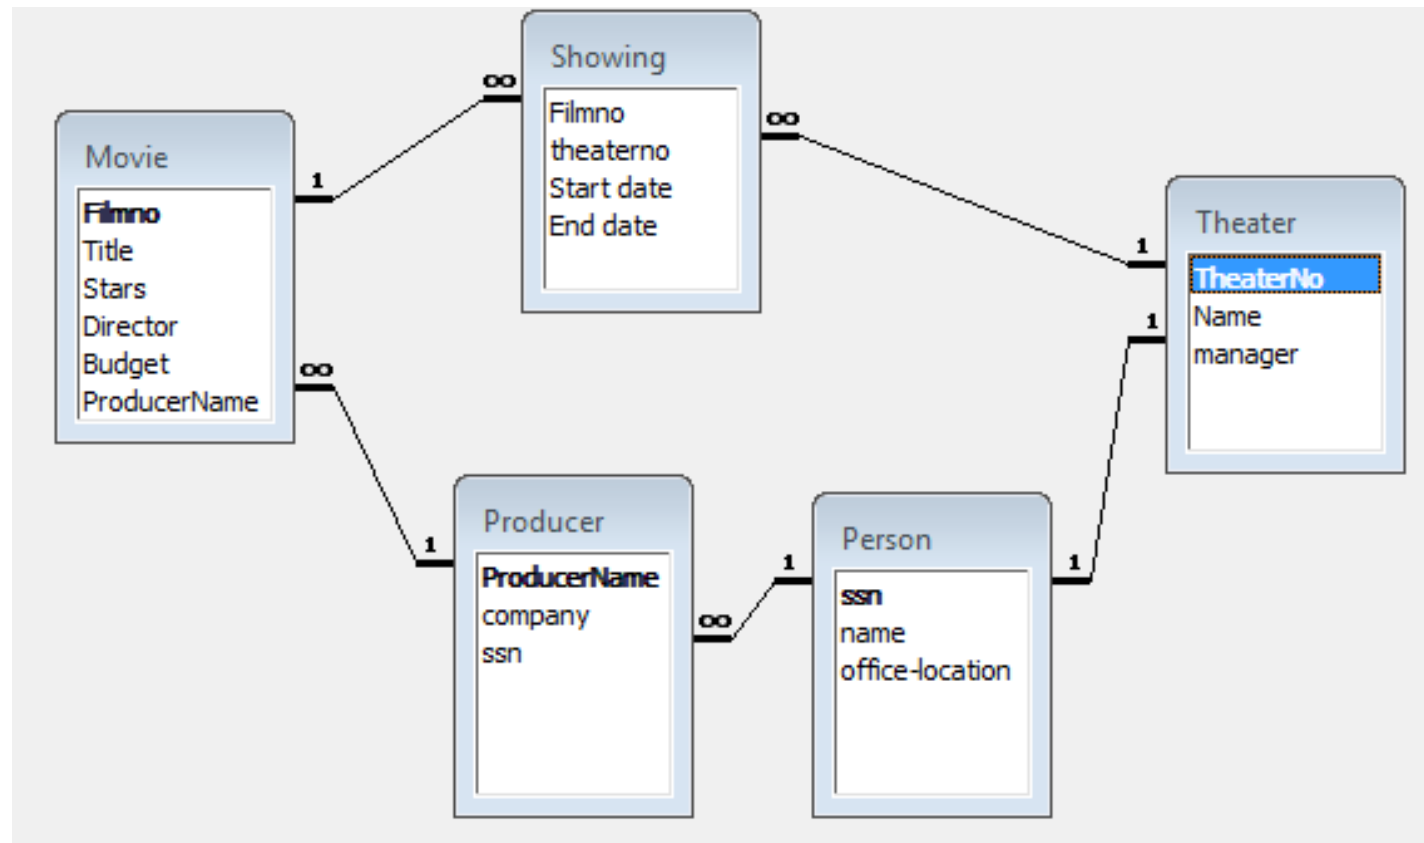 Showing
Filmno
theaterno
Start date
End date
∞
∞
Movie
Filmno
Title
Stars
Director
Budget
ProducerName
1
∞
Theater
TheaterNo
Name
manager
1
1
Producer
ProducerName
company
ssn
1
∞
Person
ssn
name
office-location
1
1